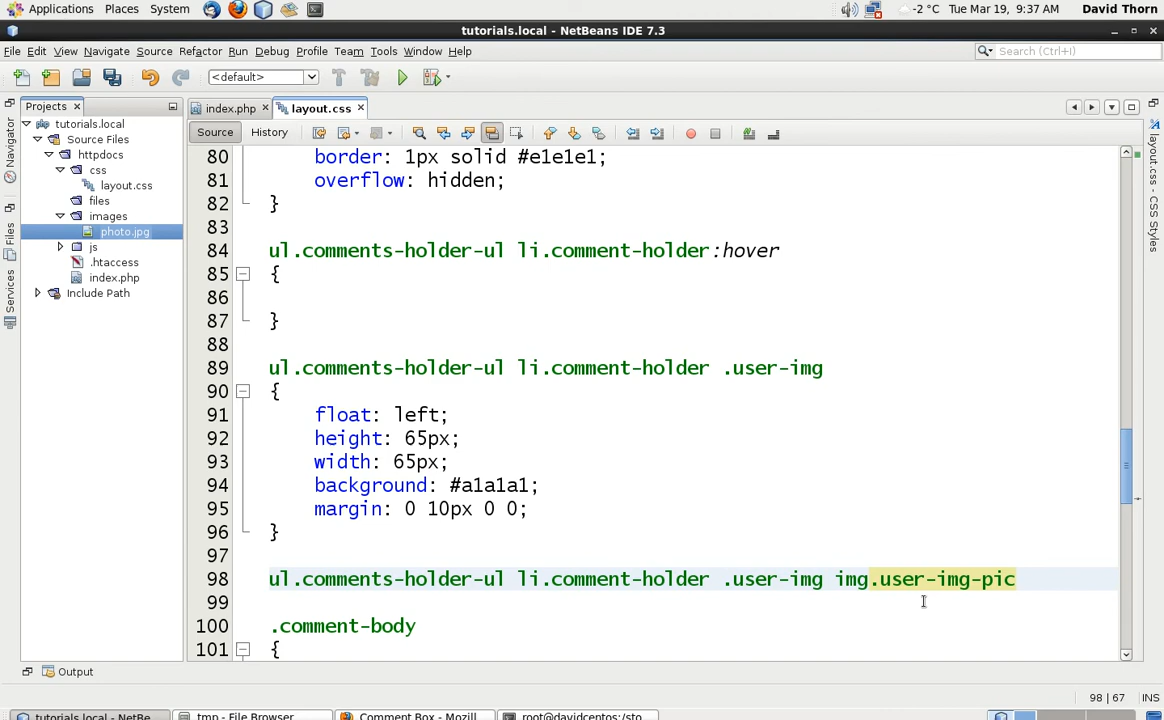 Applications Places System -2 °C Tue Mar 19, 9:37 AM David Thorn
tutorials.local - NetBeans IDE 7.3
File Edit View Navigate Source Refactor Run Debug Profile Team Tools Window Help Search (Ctrl+I)
<default>
Projects index.php layout.css
Source History
Navigator
Files
Services
tutorials.local
Source Files
httpdocs
css
layout.css
files
images
photo.jpg
js
.htaccess
index.php
Include Path
80 border: 1px solid #e1e1e1;
81 overflow: hidden;
82 }
83
84 ul.comments-holder-ul li.comment-holder:hover
85 {
86
87 }
88
89 ul.comments-holder-ul li.comment-holder .user-img
90 {
91 float: left;
92 height: 65px;
93 width: 65px;
94 background: #a1a1a1;
95 margin: 0 10px 0 0;
96 }
97
98 ul.comments-holder-ul li.comment-holder .user-img img.user-img-pic
99
100 .comment-body
101 {
layout.css - CSS Styles
Output
98 | 67 INS
tutorials.local - NetBe... tmp - File Browser Comment Box - Mozill... root@davidcentos:/sto...